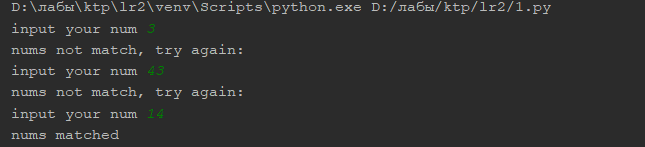 D:\лабы\ktp\lr2\venv\Scripts\python.exe D:/лабы/ktp/lr2/1.py
input your num 3
nums not match, try again:
input your num 43
nums not match, try again:
input your num 14
nums matched